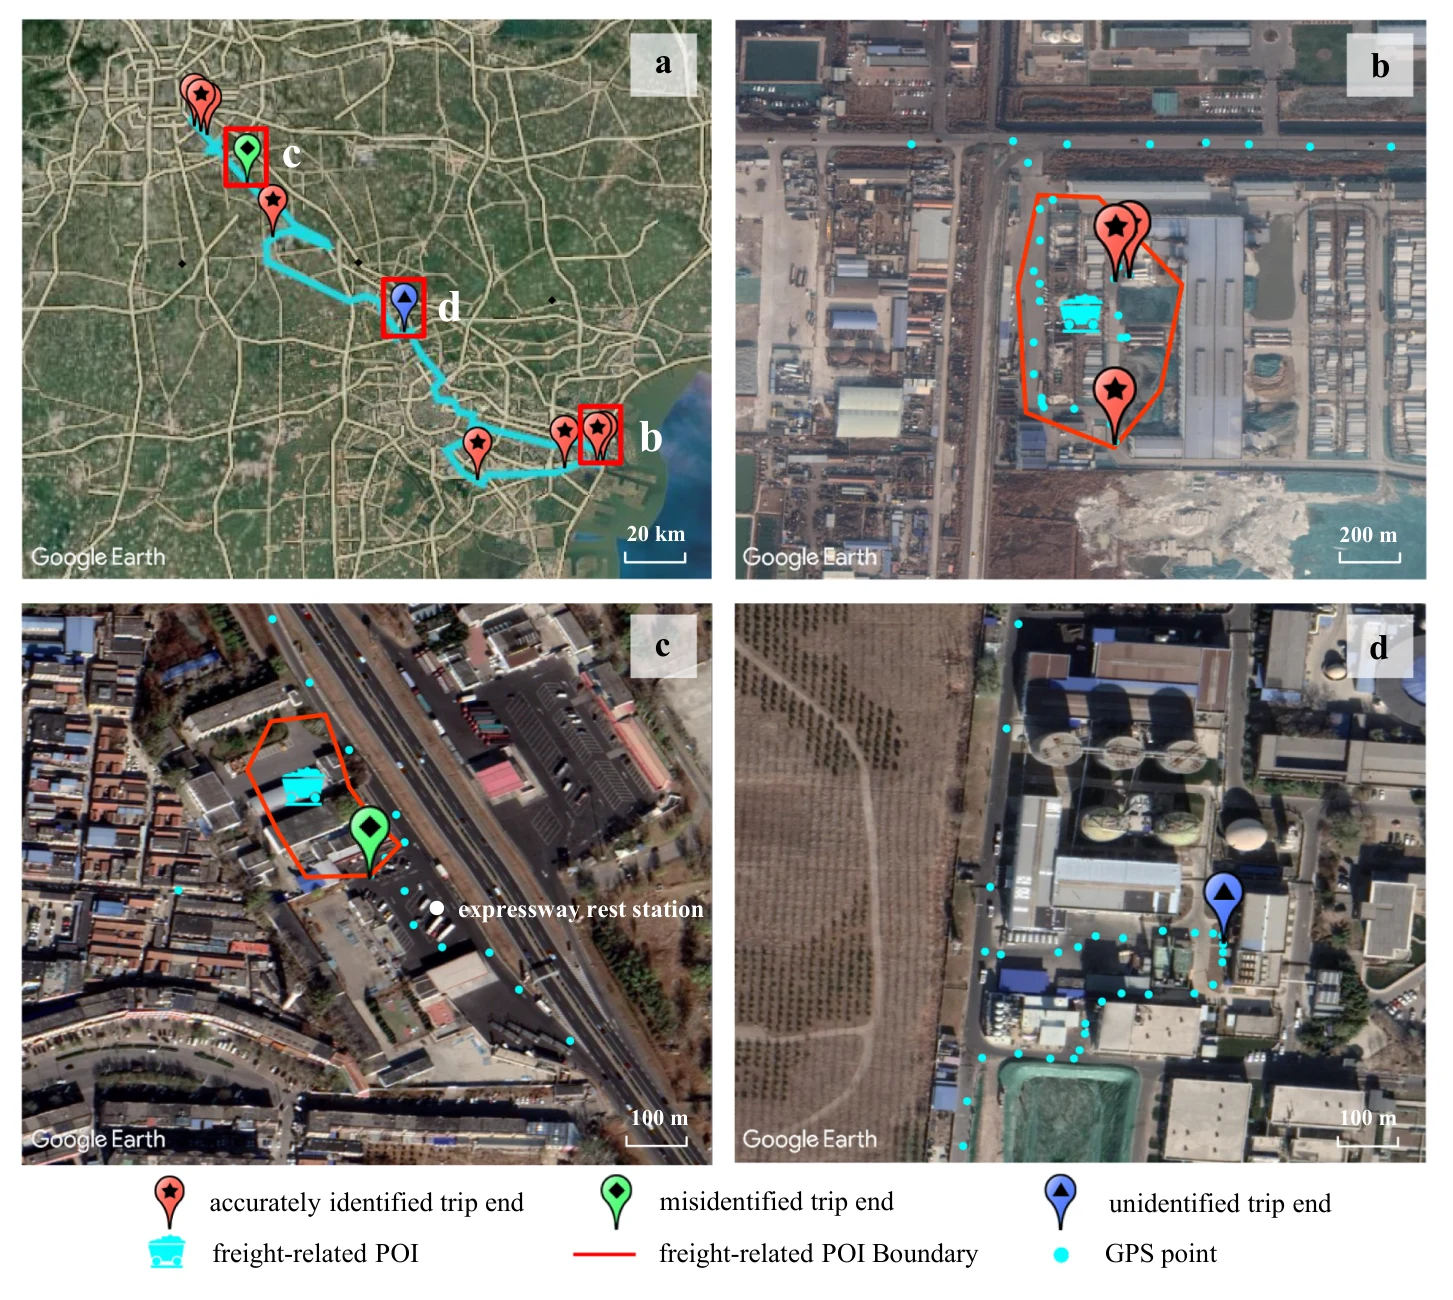 a
c
d
b
20 km
Google Earth
b
200 m
Google Earth
c
expressway rest station
100 m
Google Earth
d
100 m
Google Earth
accurately identified trip end
misidentified trip end
unidentified trip end
freight-related POI
freight-related POI Boundary
GPS point